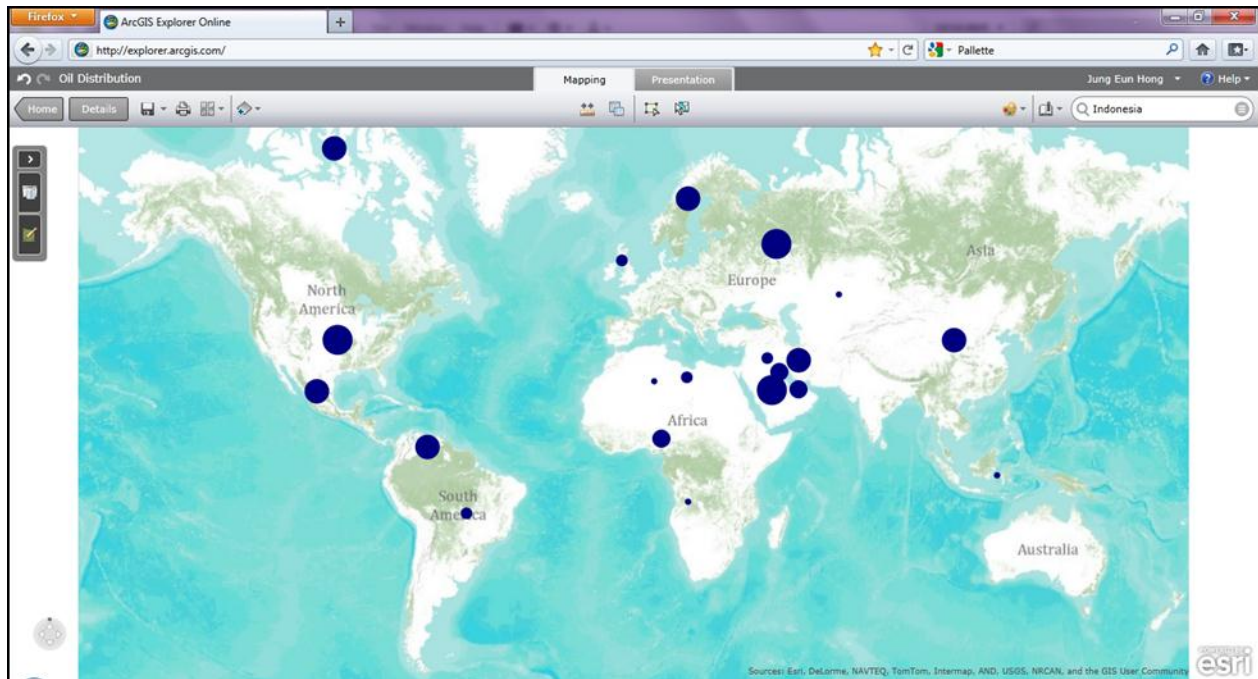 Firefox
ArcGIS Explorer Online
http://explorer.arcgis.com/
Pallette
Oil Distribution
Mapping
Presentation
Jung Eun Hong
Help
Home
Details
Indonesia
North
America
Europe
Asia
Africa
South
America
Australia
Sources: Esri, DeLorme, NAVTEQ, TomTom, Intermap, AND, USGS, NRCAN, and the GIS User Community
esri